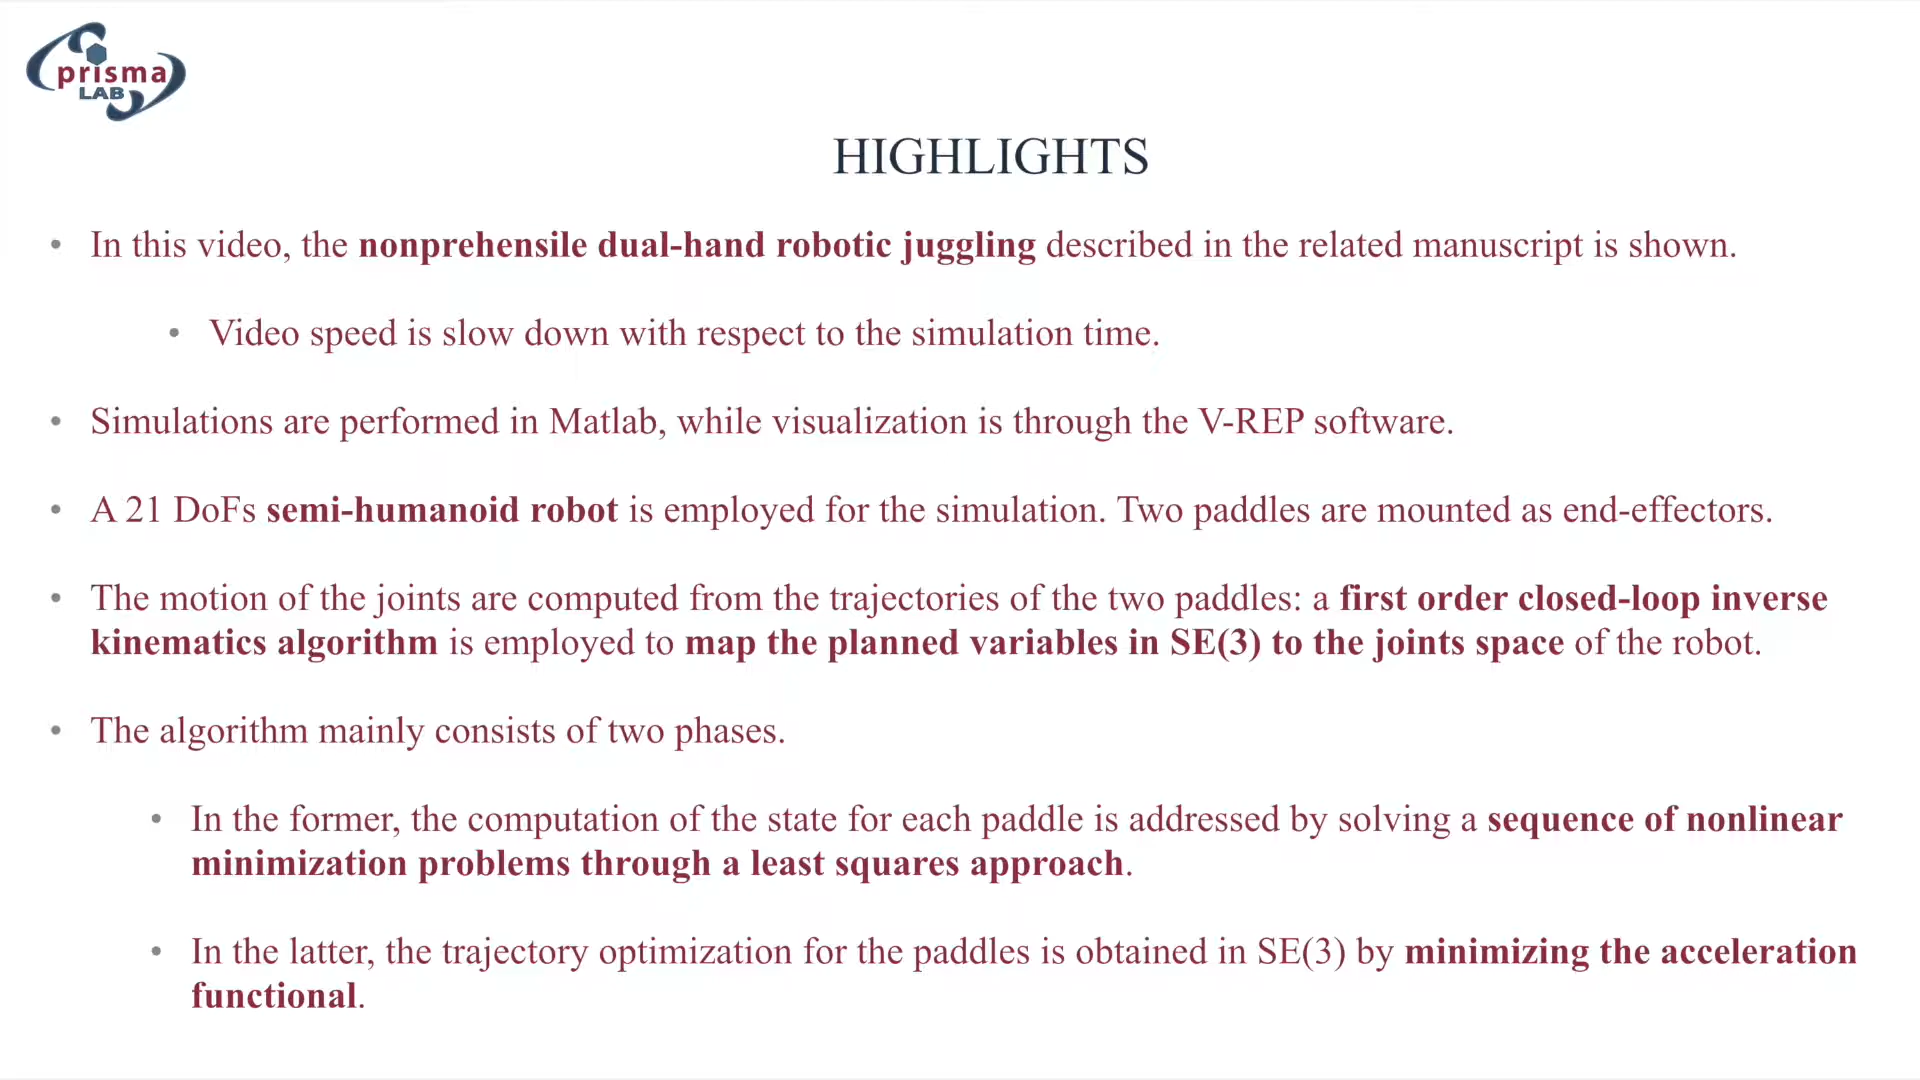 prisma
LAB
HIGHLIGHTS
• In this video, the nonprehensile dual-hand robotic juggling described in the related manuscript is shown.
• Video speed is slow down with respect to the simulation time.
• Simulations are performed in Matlab, while visualization is through the V-REP software.
• A 21 DoFs semi-humanoid robot is employed for the simulation. Two paddles are mounted as end-effectors.
• The motion of the joints are computed from the trajectories of the two paddles: a first order closed-loop inverse
kinematics algorithm is employed to map the planned variables in SE(3) to the joints space of the robot.
• The algorithm mainly consists of two phases.
• In the former, the computation of the state for each paddle is addressed by solving a sequence of nonlinear
minimization problems through a least squares approach.
• In the latter, the trajectory optimization for the paddles is obtained in SE(3) by minimizing the acceleration
functional.